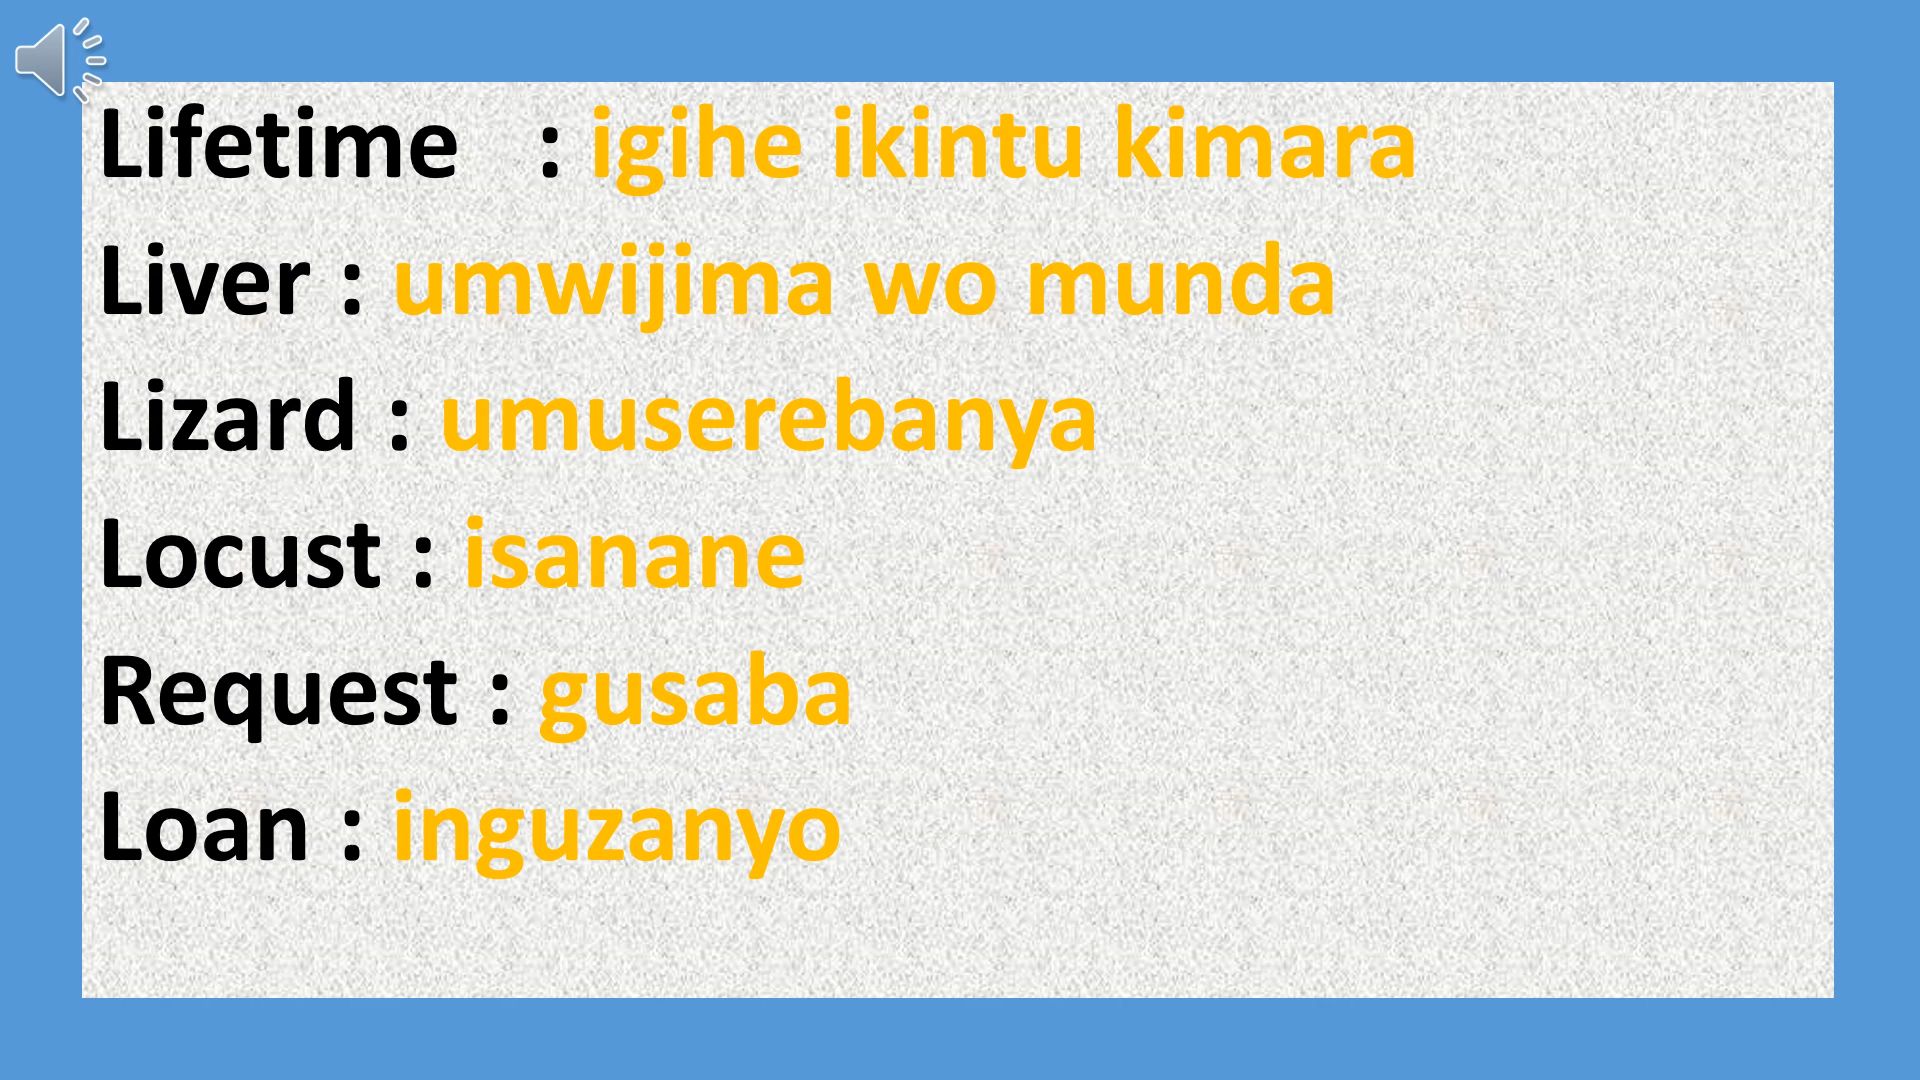 Lifetime : igihe ikintu kimara
Liver : umwijima wo munda
Lizard : umuserebanya
Locust : isanane
Request : gusaba
Loan : inguzanyo